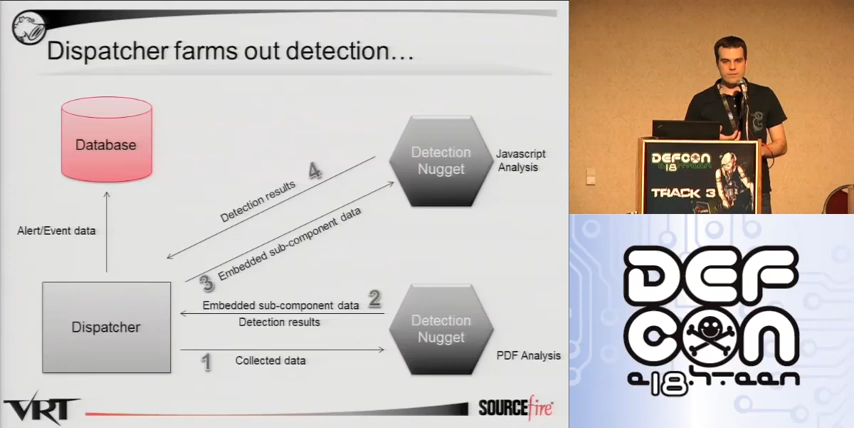 Dispatcher farms out detection…
Database
Alert/Event data
Detection
Nugget
Javascript
Analysis
4
Detection results
3
Embedded sub-component data
Dispatcher
Embedded sub-component data
2
Detection results
1
Collected data
Detection
Nugget
PDF Analysis
VRT
SOURCEfire
DEFCON
18
TRACK 3
DEF
CON
e18hteen